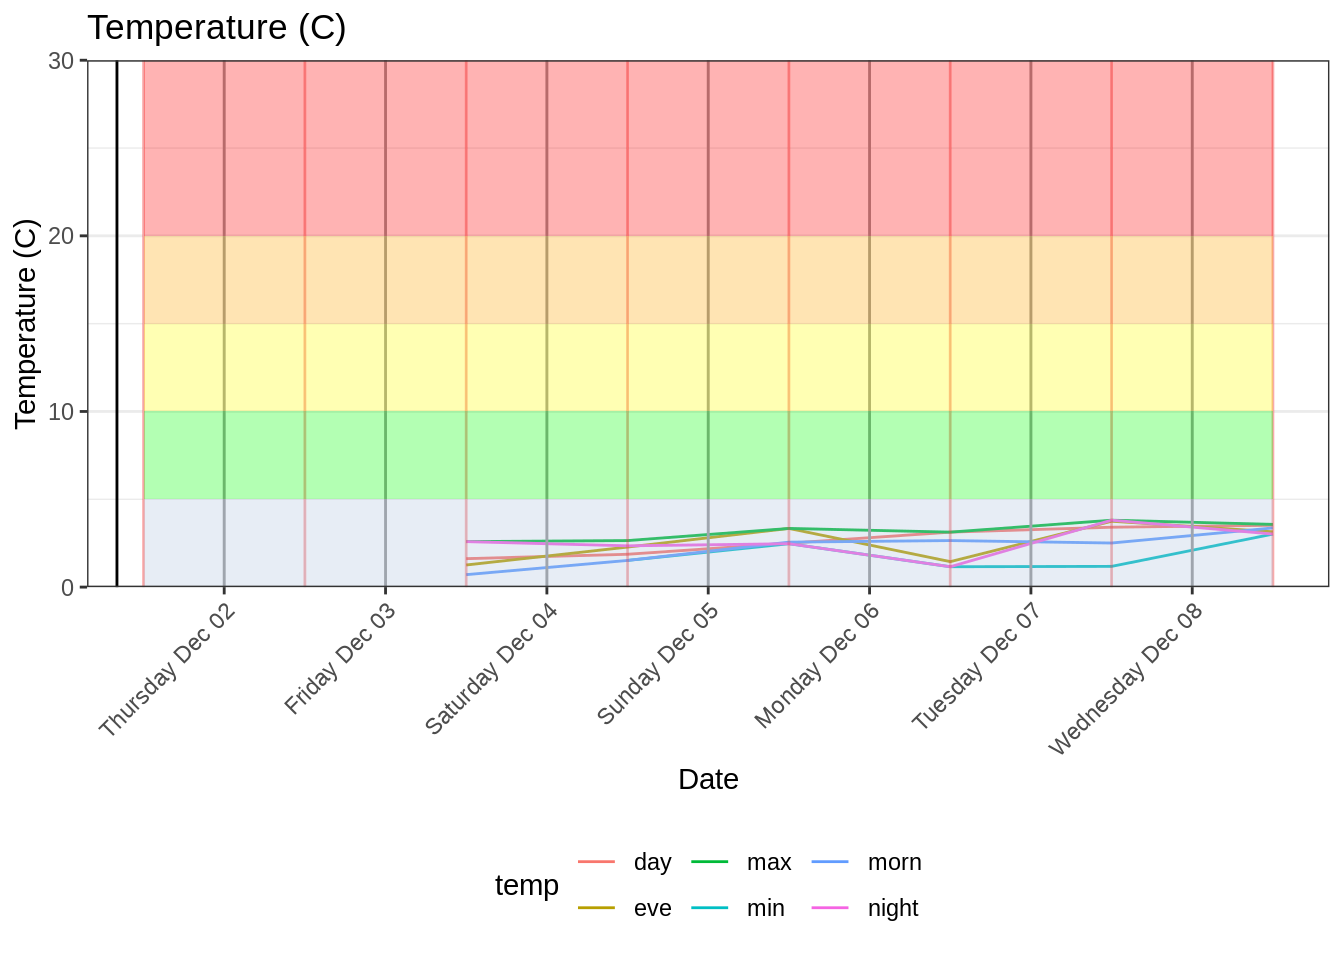 Temperature (C)
Temperature (C)
30
20
10
0
Thursday Dec 02
Friday Dec 03
Saturday Dec 04
Sunday Dec 05
Monday Dec 06
Tuesday Dec 07
Wednesday Dec 08
Date
temp
day
max
morn
eve
min
night